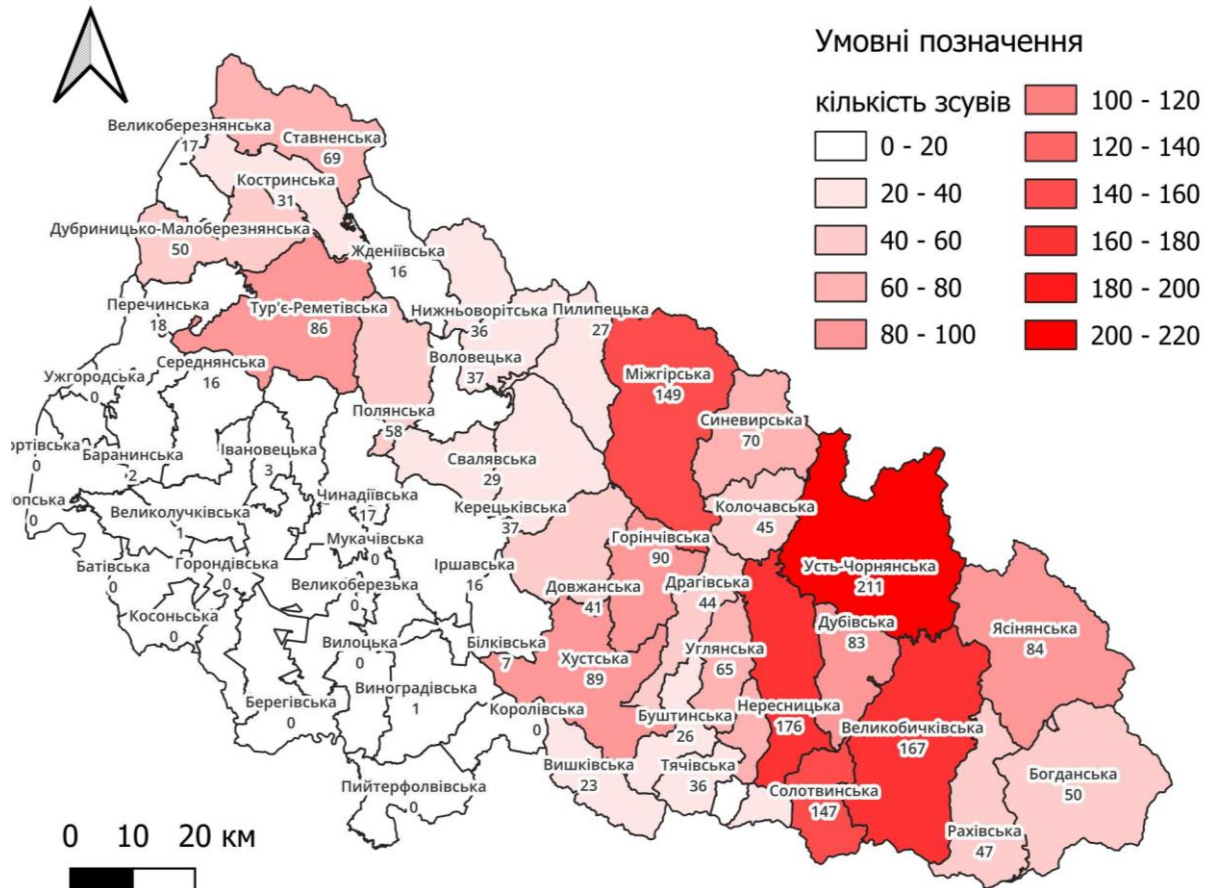 Умовні позначення
кількість зсувів
0 - 20
20 - 40
40 - 60
60 - 80
80 - 100
100 - 120
120 - 140
140 - 160
160 - 180
180 - 200
200 - 220
Великоберезнянська
17
Ставненська
69
Костринська
31
Дубриницько-Малоберезнянська
50
Жденіївська
16
Перечинська
18
Тур'є-Реметівська
86
Нижньоворітська
36
Пилипецька
27
Воловецька
37
Середнянська
16
Ужгородська
0
Міжгірська
149
Синевирська
70
Полянська
58
ортівська
0
Баранинська
2
Івановецька
3
Свалявська
29
опська
0
Великолучківська
1
Чинадіївська
17
Керецьківська
37
Колочавська
45
Мукачівська
0
Горінчівська
90
Батівська
0
Горондівська
0
Великоберезька
0
Іршавська
16
Довжанська
41
Драгівська
44
Усть-Чорнянська
211
Косоньська
0
Вилоцька
0
Білківська
7
Хустська
89
Углянська
65
Дубівська
83
Ясінянська
84
Берегівська
0
Виноградівська
1
Королівська
0
Буштинська
26
Нересницька
176
Великобичківська
167
Вишківська
23
Тячівська
36
Солотвинська
147
Богданська
50
Пийтерфолвівська
0
Рахівська
47
0 10 20 км